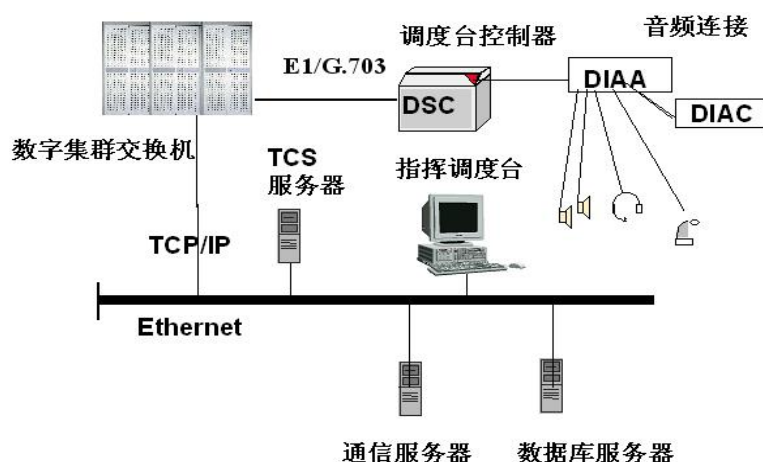 音频连接
调度台控制器
E1/G.703
DIAA
DSC
DIAC
数字集群交换机
TCS
服务器
指挥调度台
TCP/IP
Ethernet
通信服务器
数据库服务器